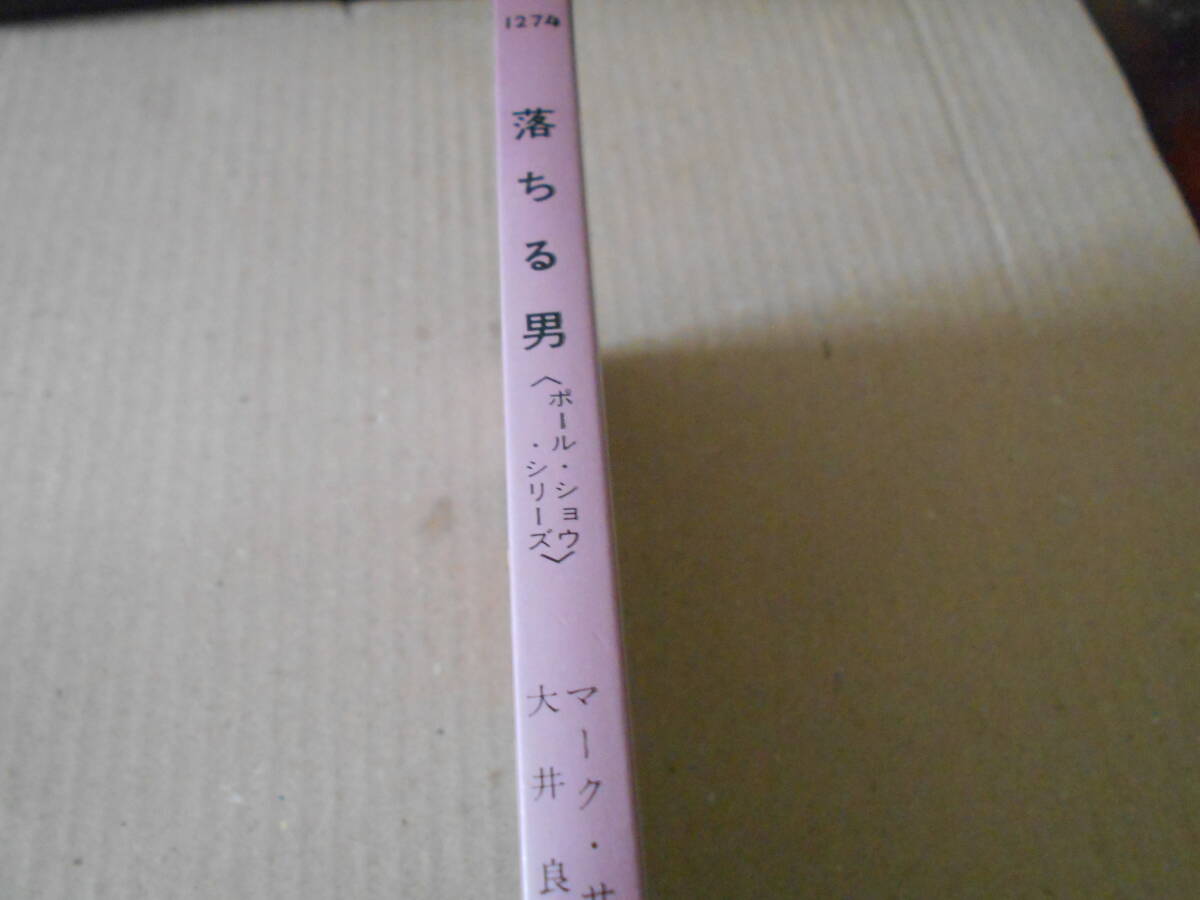 1274
落ちる男
〈ポール・ショウ
・シリーズ〉
マーク・サ
大井良